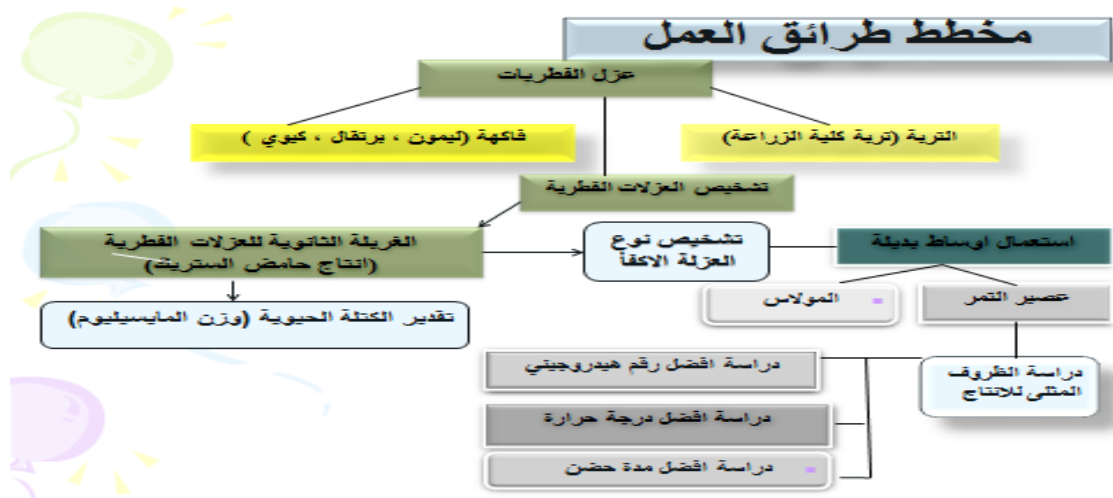 مخطط طرائق العمل
عزل الفطريات
التربة (تربة كلية الزراعة)
فاكهة (ليمون ، برتقال ، كيوي )
تشخيص العزلات الفطرية
استعمال اوساط بديلة
تشخيص نوع
العزلة الاكفأ
الغربلة الثانوية للعزلات الفطرية
(انتاج حامض الستريك)
عصير التمر
المولاس
تقدير الكتلة الحيوية (وزن المايسيليوم)
دراسة الظروف
المثلى للانتاج
دراسة افضل رقم هيدروجيني
دراسة افضل درجة حرارة
دراسة افضل مدة حضن